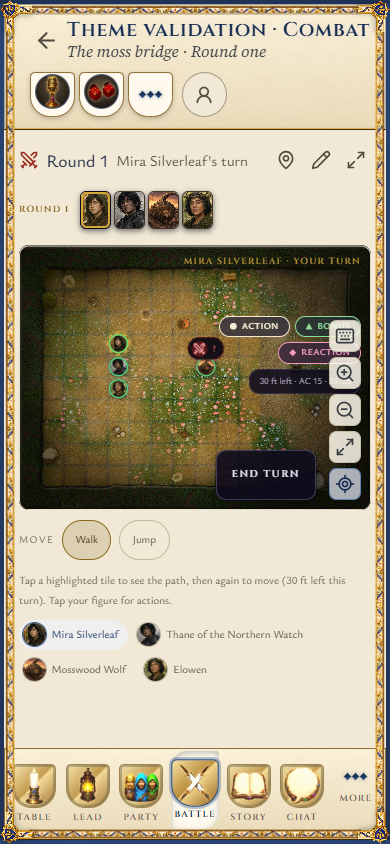 Theme validation · Combat
The moss bridge · Round one
Round 1 Mira Silverleaf's turn
ROUND 1
MIRA SILVERLEAF · YOUR TURN
ACTION
REACTION
30 ft left · AC 15 ·
END TURN
MOVE Walk Jump
Tap a highlighted tile to see the path, then again to move (30 ft left this
turn). Tap your figure for actions.
Mira Silverleaf Thane of the Northern Watch
Mosswood Wolf Elowen
TABLE LEAD PARTY BATTLE STORY CHAT MORE